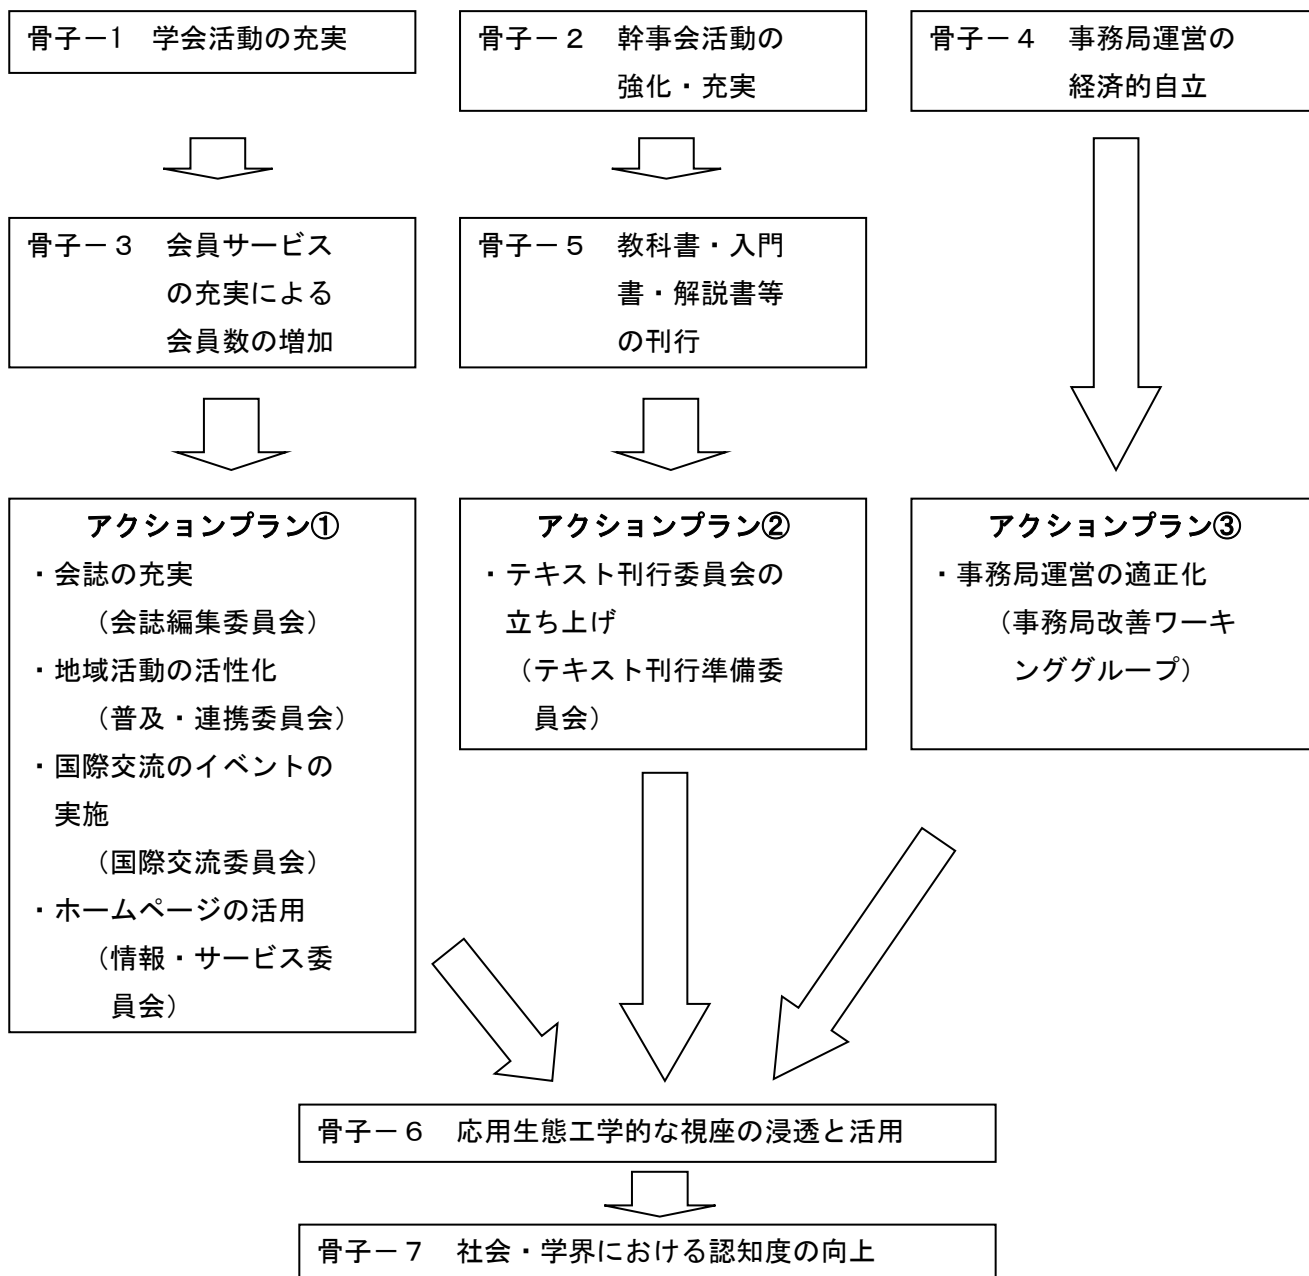 骨子－1　学会活動の充実
骨子－２　幹事会活動の
強化・充実
骨子－４　事務局運営の
経済的自立
骨子－３　会員サービス
の充実による
会員数の増加
骨子－５　教科書・入門
書・解説書等
の刊行
アクションプラン①
・会誌の充実
（会誌編集委員会）
・地域活動の活性化
（普及・連携委員会）
・国際交流のイベントの
実施
（国際交流委員会）
・ホームページの活用
（情報・サービス委
員会）
アクションプラン②
・テキスト刊行委員会の
立ち上げ
（テキスト刊行準備委
員会）
アクションプラン③
・事務局運営の適正化
（事務局改善ワーキ
ンググループ）
骨子－６　応用生態工学的な視座の浸透と活用
骨子－７　社会・学界における認知度の向上